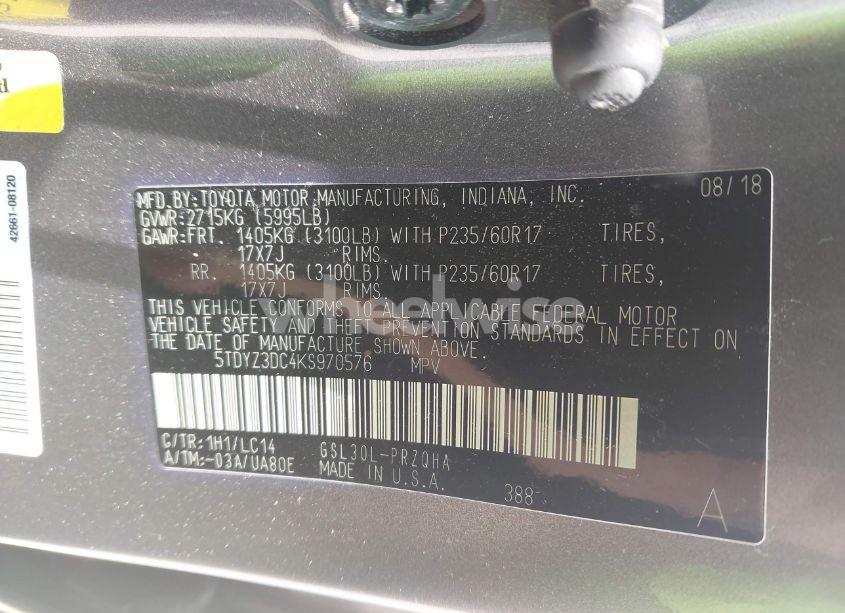 d
42661-08120
MFD.BY:TOYOTA MOTOR MANUFACTURING, INDIANA, INC. 08/18
GVWR:2715KG (5995LB)
GAWR:FRT. 1405KG (3100LB) WITH P235/60R17 TIRES,
17X7J RIMS.
RR. 1405KG (3100LB) WITH P235/60R17 TIRES,
17X7J RIMS.
THIS VEHICLE CONFORMS TO ALL APPLICABLE FEDERAL MOTOR
VEHICLE SAFETY AND THEFT PREVENTION STANDARDS IN EFFECT ON
THE DATE OF MANUFACTURE SHOWN ABOVE.
5TDYZ3DC4KS970576 MPV
wheelwise
C/TR:1H1/LC14 GSL30L-PRZQHA
A/TM:-03A/UA80E MADE IN U.S.A. 388
A